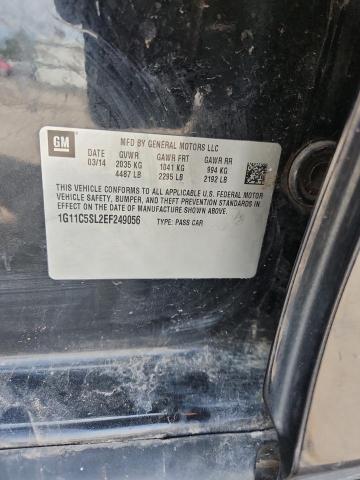 GM
MFD BY GENERAL MOTORS LLC
DATE GVWR GAWR FRT GAWR RR
03/14 2035 KG 1041 KG 994 KG
4487 LB 2295 LB 2192 LB
THIS VEHICLE CONFORMS TO ALL APPLICABLE U.S. FEDERAL MOTOR
VEHICLE SAFETY, BUMPER, AND THEFT PREVENTION STANDARDS
IN EFFECT ON THE DATE OF MANUFACTURE SHOWN ABOVE.
1G11C5SL2EF249056 TYPE: PASS CAR